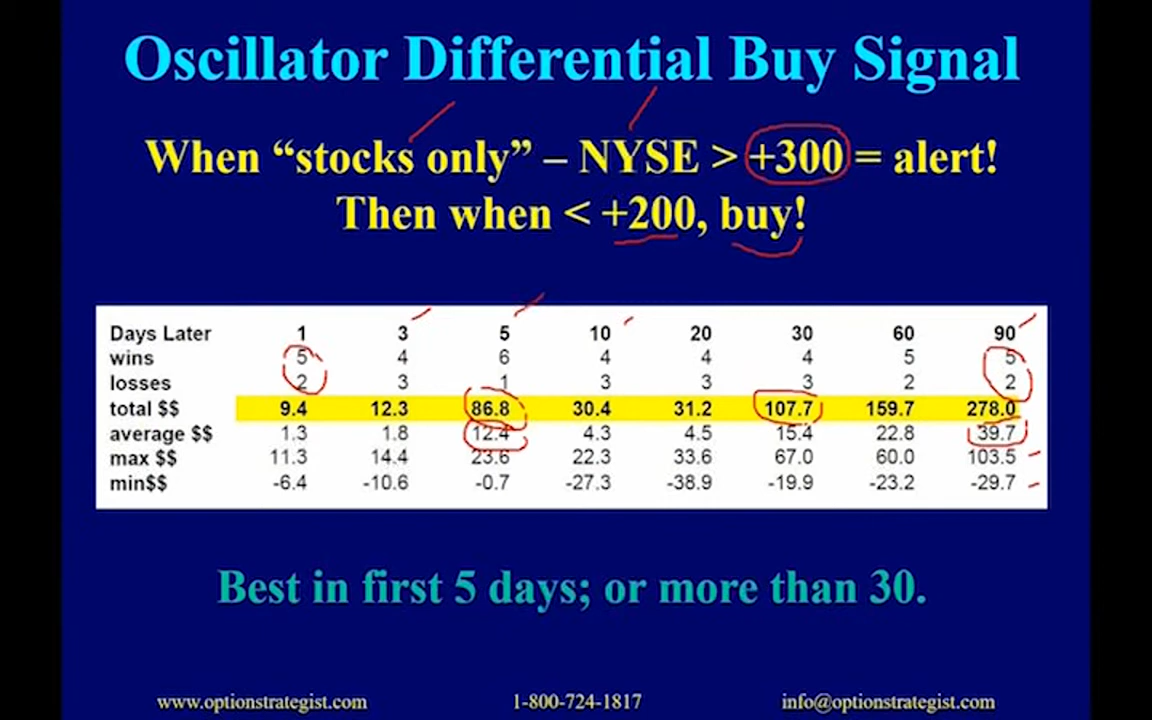 Oscillator Differential Buy Signal
When “stocks only” – NYSE > +300 = alert!
Then when < +200, buy!
Days Later 1 3 5 10 20 30 60 90
wins 5 4 6 4 4 4 5 5
losses 2 3 1 3 3 3 2 2
total $$ 9.4 12.3 86.8 30.4 31.2 107.7 159.7 278.0
average $$ 1.3 1.8 12.4 4.3 4.5 15.4 22.8 39.7
max $$ 11.3 14.4 23.6 22.3 33.6 67.0 60.0 103.5
min$$ -6.4 -10.6 -0.7 -27.3 -38.9 -19.9 -23.2 -29.7
Best in first 5 days; or more than 30.
www.optionstrategist.com 1-800-724-1817 info@optionstrategist.com